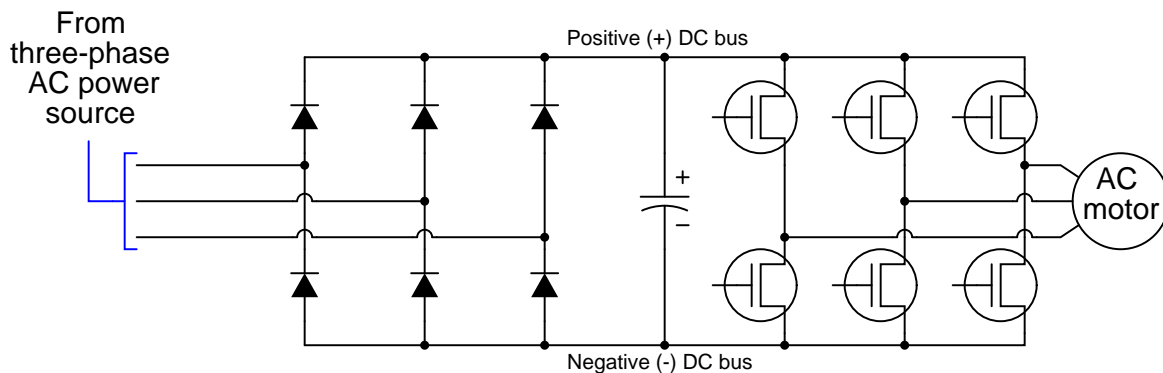 From
three-phase
AC power
source
Positive (+) DC bus
+
−
AC
motor
Negative (-) DC bus